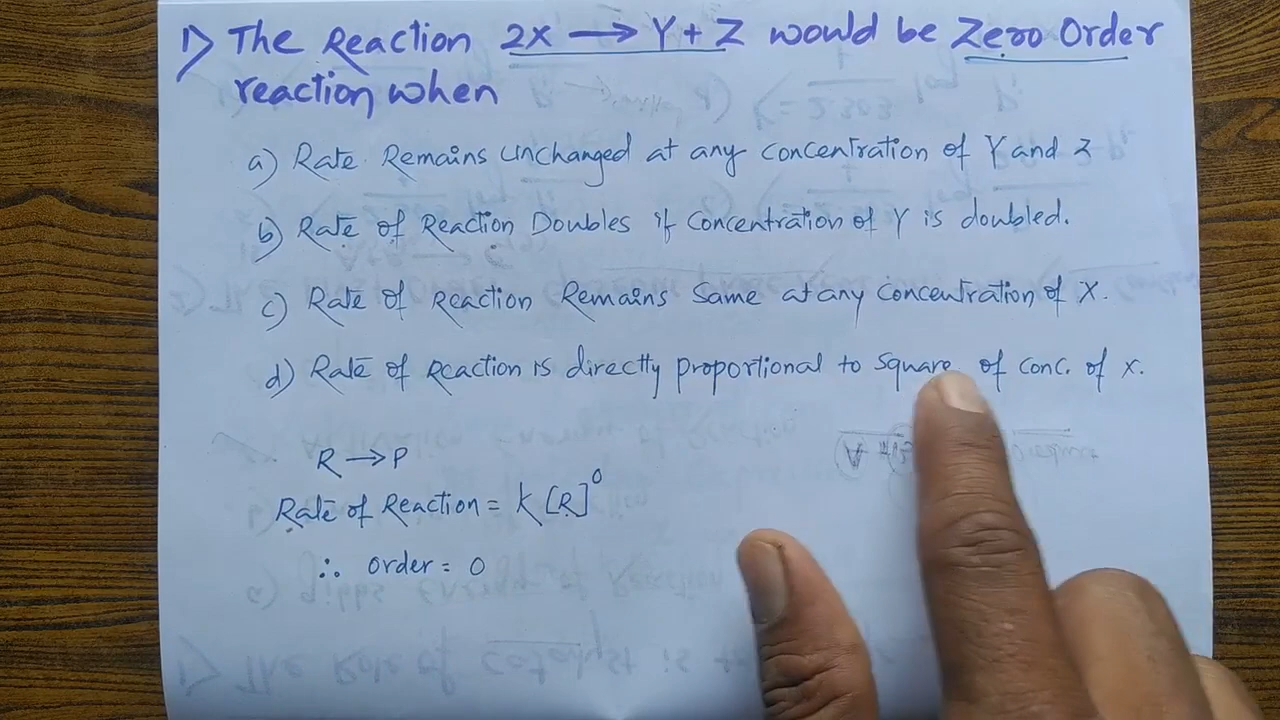 1) The Reaction 2X → Y + Z would be Zero Order
reaction when
a) Rate Remains Unchanged at any Concentration of Y and Z
b) Rate of Reaction Doubles if Concentration of Y is doubled.
c) Rate of Reaction Remains Same at any Concentration of X.
d) Rate of Reaction is directly proportional to Square of Conc. of X.
R → P
Rate of Reaction = K [R]⁰
∴ Order = 0